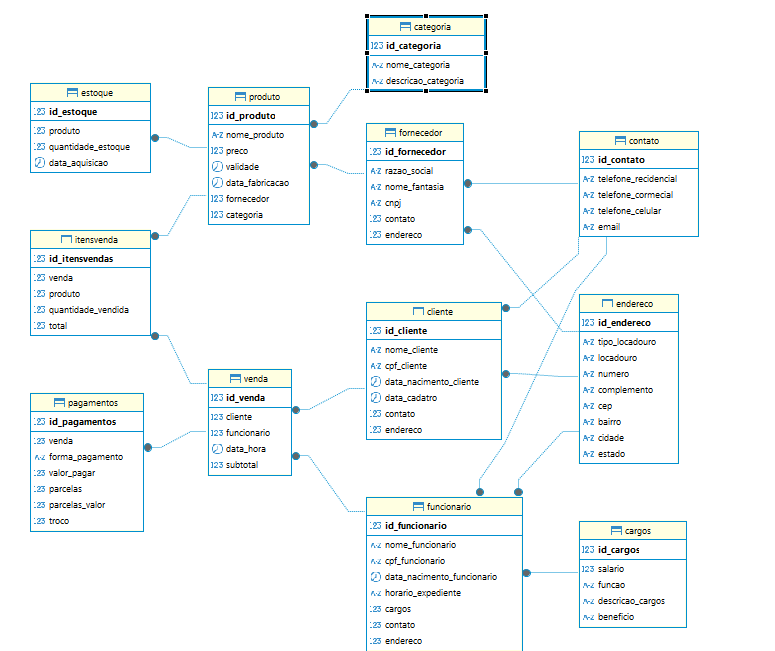 categoria
123 id_categoria
A-Z nome_categoria
A-Z descricao_categoria
estoque
123 id_estoque
123 produto
123 quantidade_estoque
data_aquisicao
produto
123 id_produto
A-Z nome_produto
123 preco
validade
data_fabricacao
123 fornecedor
123 categoria
fornecedor
123 id_fornecedor
A-Z razao_social
A-Z nome_fantasia
A-Z cnpj
123 contato
123 endereco
contato
123 id_contato
A-Z telefone_recidencial
A-Z telefone_cormecial
A-Z telefone_celular
A-Z email
itensvenda
123 id_itensvendas
123 venda
123 produto
123 quantidade_vendida
123 total
cliente
123 id_cliente
A-Z nome_cliente
A-Z cpf_cliente
data_nacimento_cliente
data_cadatro
123 contato
123 endereco
endereco
123 id_endereco
A-Z tipo_locadouro
A-Z locadouro
A-Z numero
A-Z complemento
A-Z cep
A-Z bairro
A-Z cidade
A-Z estado
venda
123 id_venda
123 cliente
123 funcionario
data_hora
123 subtotal
pagamentos
123 id_pagamentos
123 venda
A-Z forma_pagamento
123 valor_pagar
123 parcelas
123 parcelas_valor
123 troco
funcionario
123 id_funcionario
A-Z nome_funcionario
A-Z cpf_funcionario
data_nacimento_funcionario
A-Z horario_expediente
123 cargos
123 contato
123 endereco
cargos
123 id_cargos
123 salario
A-Z funcao
A-Z descricao_cargos
A-Z beneficio